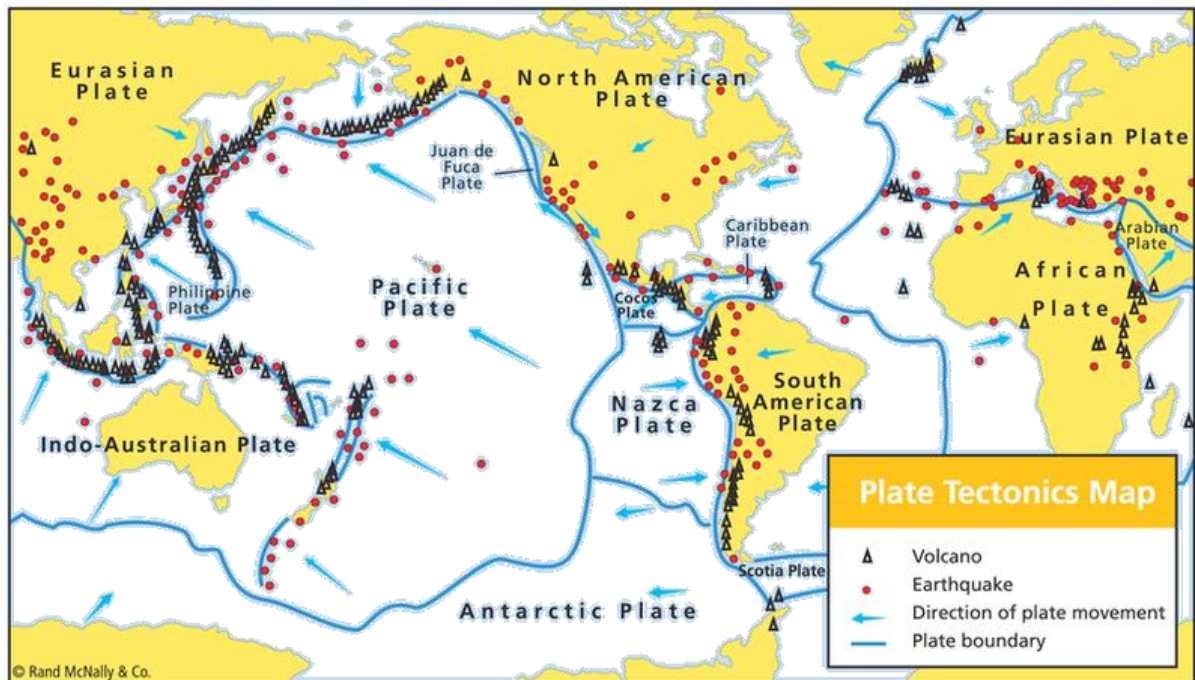 Eurasian
Plate
North American
Plate
Eurasian Plate
Juan de
Fuca
Plate
Caribbean
Plate
Arabian
Plate
African
Plate
Philippine
Plate
Pacific
Plate
Cocos
Plate
South
American
Plate
Nazca
Plate
Indo-Australian Plate
Plate Tectonics Map
Volcano
Earthquake
Direction of plate movement
Plate boundary
Scotia Plate
Antarctic Plate
© Rand McNally & Co.